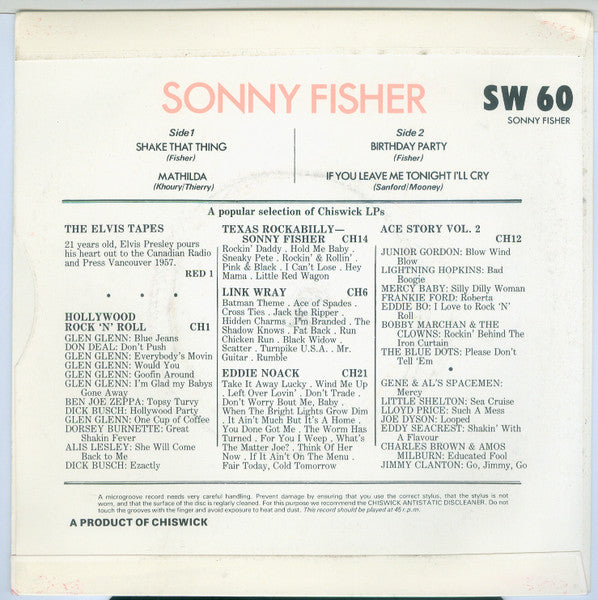 SONNY FISHER
SW 60
SONNY FISHER
Side 1
SHAKE THAT THING
(Fisher)
MATHILDA
(Khoury/Thierry)
Side 2
BIRTHDAY PARTY
(Fisher)
IF YOU LEAVE ME TONIGHT I'LL CRY
(Sanford/Mooney)
A popular selection of Chiswick LPs
THE ELVIS TAPES
21 years old, Elvis Presley pours
his heart out to the Canadian Radio
and Press Vancouver 1957.
RED 1
. . .
HOLLYWOOD
ROCK 'N' ROLL CH1
GLEN GLENN: Blue Jeans
DON DEAL: Don't Push
GLEN GLENN: Everybody's Movin
GLEN GLENN: Would You
GLEN GLENN: Goofin Around
GLEN GLENN: I'm Glad my Babys
Gone Away
BEN JOE ZEPPA: Topsy Turvy
DICK BUSCH: Hollywood Party
GLEN GLENN: One Cup of Coffee
DORSEY BURNETTE: Great
Shakin Fever
ALIS LESLEY: She Will Come
Back to Me
DICK BUSCH: Ezactly
TEXAS ROCKABILLY—
SONNY FISHER CH14
Rockin' Daddy . Hold Me Baby .
Sneaky Pete . Rockin' & Rollin' .
Pink & Black . I Can't Lose . Hey
Mama . Little Red Wagon
LINK WRAY CH6
Batman Theme . Ace of Spades .
Cross Ties . Jack the Ripper .
Hidden Charms . I'm Branded . The
Shadow Knows . Fat Back . Run
Chicken Run . Black Widow .
Scatter . Turnpike U.S.A. . Mr.
Guitar . Rumble
EDDIE NOACK CH21
Take It Away Lucky . Wind Me Up
. Left Over Lovin' . Don't Trade .
Don't Worry Bout Me, Baby .
When The Bright Lights Grow Dim
. It Ain't Much But It's A Home .
You Done Got Me . The Worm Has
Turned . For You I Weep . What's
The Matter Joe? . Think Of Her
Now . If It Ain't On The Menu .
Fair Today, Cold Tomorrow
ACE STORY VOL. 2
CH12
JUNIOR GORDON: Blow Wind
Blow
LIGHTNING HOPKINS: Bad
Boogie
MERCY BABY: Silly Dilly Woman
FRANKIE FORD: Roberta
EDDIE BO: I Love to Rock 'N'
Roll
BOBBY MARCHAN & THE
CLOWNS: Rockin' Behind The
Iron Curtain
THE BLUE DOTS: Please Don't
Tell 'Em
.
GENE & AL'S SPACEMEN:
Mercy
LITTLE SHELTON: Sea Cruise
LLOYD PRICE: Such A Mess
JOE DYSON: Looped
EDDY SEACREST: Shakin' With
A Flavour
CHARLES BROWN & AMOS
MILBURN: Educated Fool
JIMMY CLANTON: Go, Jimmy, Go
A microgroove record needs very careful handling. Prevent damage by ensuring that you use the correct stylus, that the stylus is not
worn, and that the surface of the disc is regularly cleaned. For this purpose we recommend the CHISWICK ANTISTATIC DISCLEANER. Do not
touch the grooves with the finger and avoid exposure to heat and dust. This record should be played at 45 r.p.m.
A PRODUCT OF CHISWICK